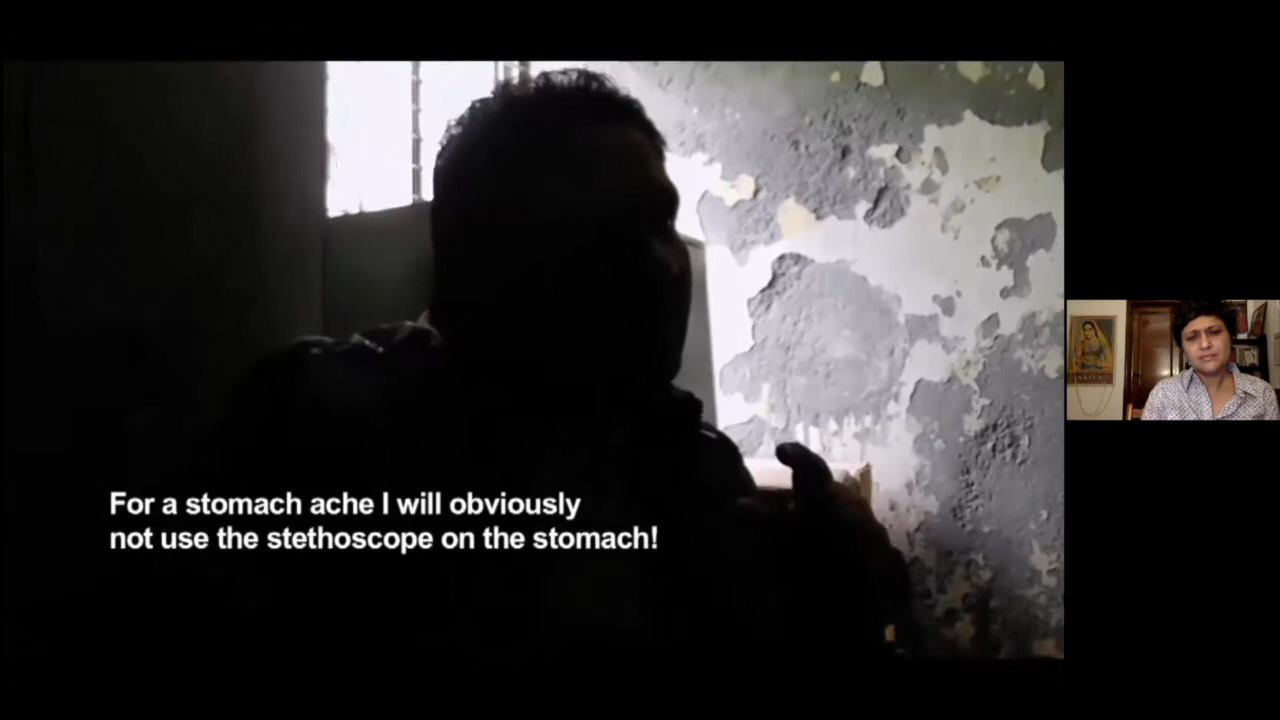 For a stomach ache I will obviously
not use the stethoscope on the stomach!